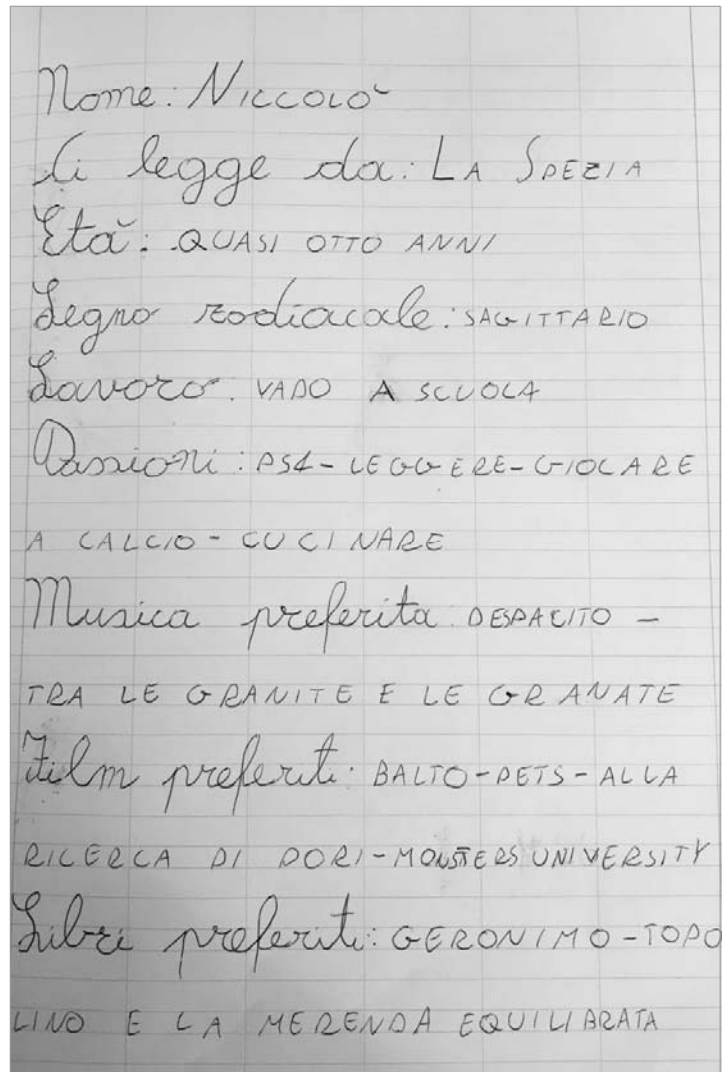 Nome: NICCOLÒ
Ci legge da: LA SPEZIA
Età: QUASI OTTO ANNI
Segno zodiacale: SAGITTARIO
Lavoro: VADO A SCUOLA
Passioni: PS4-LEGGERE-GIOCARE
A CALCIO-CUCINARE
Musica preferita: DESPACITO -
TRA LE GRANITE E LE GRANATE
Film preferiti: BALTO-PETS-ALLA
RICERCA DI DORI-MONSTERS UNIVERSITY
Libri preferiti: GERONIMO-TOPO
LINO E LA MERENDA EQUILIBRATA